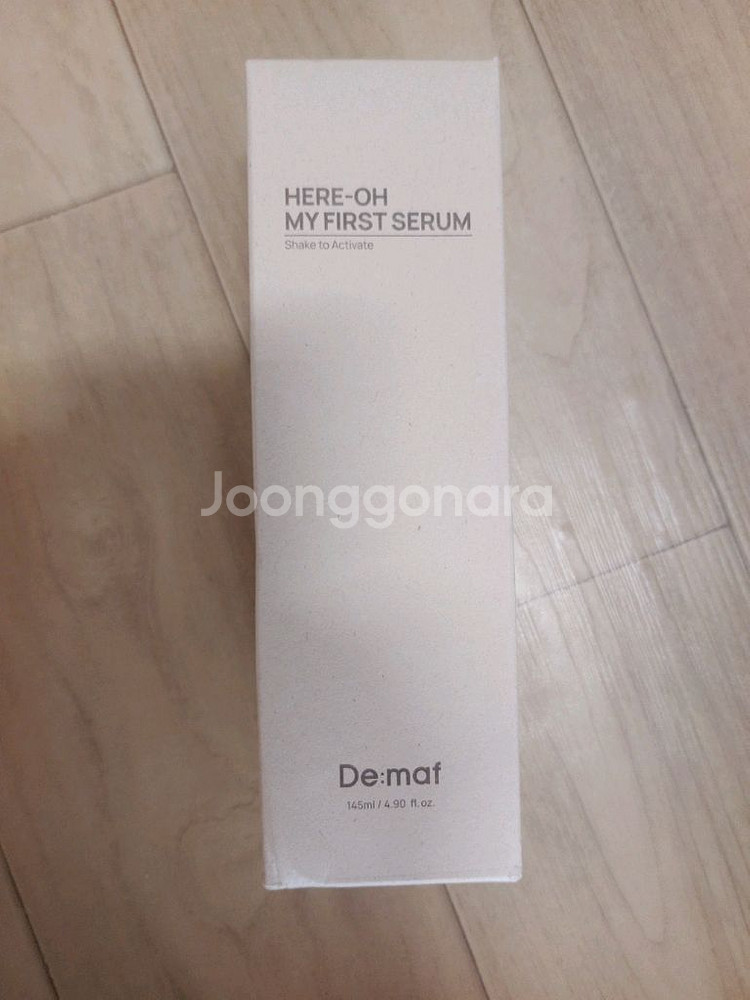 HERE-OH
MY FIRST SERUM
Shake to Activate
Joonggonara
De:maf
145ml / 4.90 fl.oz.